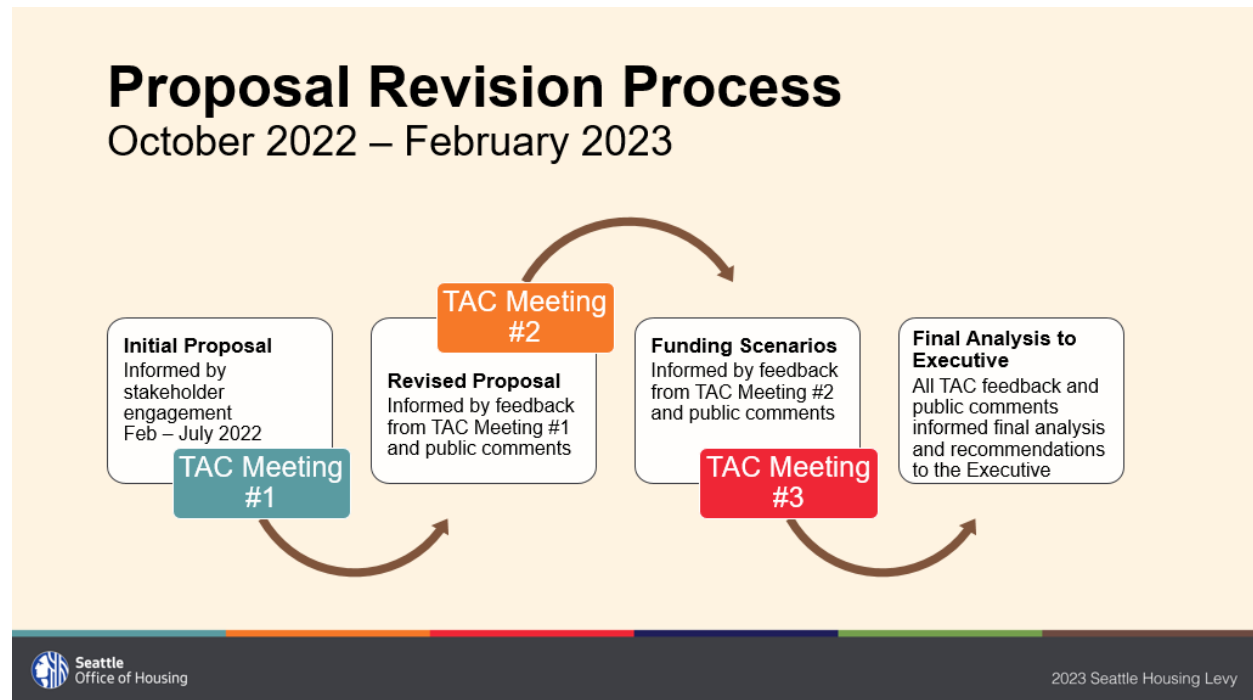 Proposal Revision Process
October 2022 – February 2023
Initial Proposal
Informed by
stakeholder
engagement
Feb – July 2022
TAC Meeting
#1
TAC Meeting
#2
Revised Proposal
Informed by feedback
from TAC Meeting #1
and public comments
Funding Scenarios
Informed by feedback
from TAC Meeting #2
and public comments
TAC Meeting
#3
Final Analysis to
Executive
All TAC feedback and
public comments
informed final analysis
and recommendations
to the Executive
Seattle
Office of Housing
2023 Seattle Housing Levy